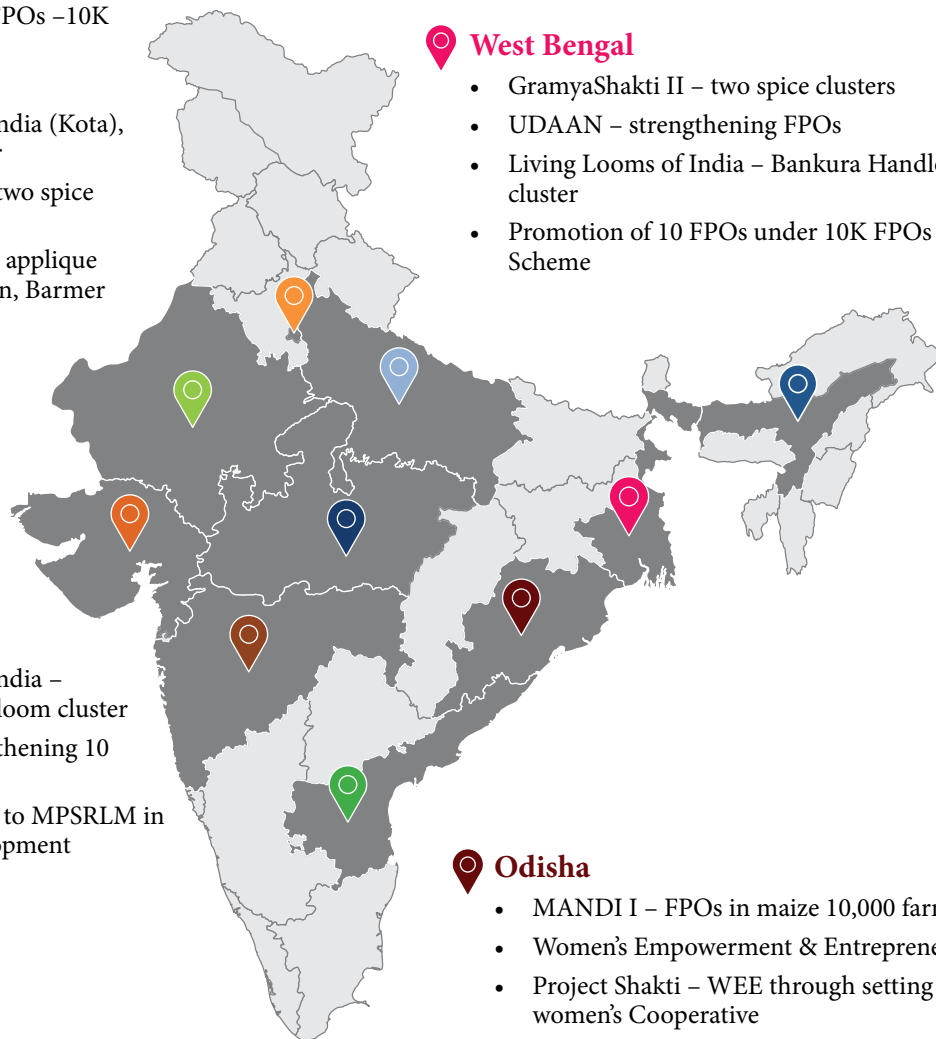 FPOs –10K
ndia (Kota),
two spice
applique
n, Barmer
West Bengal
• GramyaShakti II – two spice clusters
• UDAAN – strengthening FPOs
• Living Looms of India – Bankura Handlo
cluster
• Promotion of 10 FPOs under 10K FPOs
Scheme
ndia –
loom cluster
thening 10
to MPSRLM in
opment
Odisha
• MANDI I – FPOs in maize 10,000 farm
• Women's Empowerment & Entreprene
• Project Shakti – WEE through setting
women's Cooperative